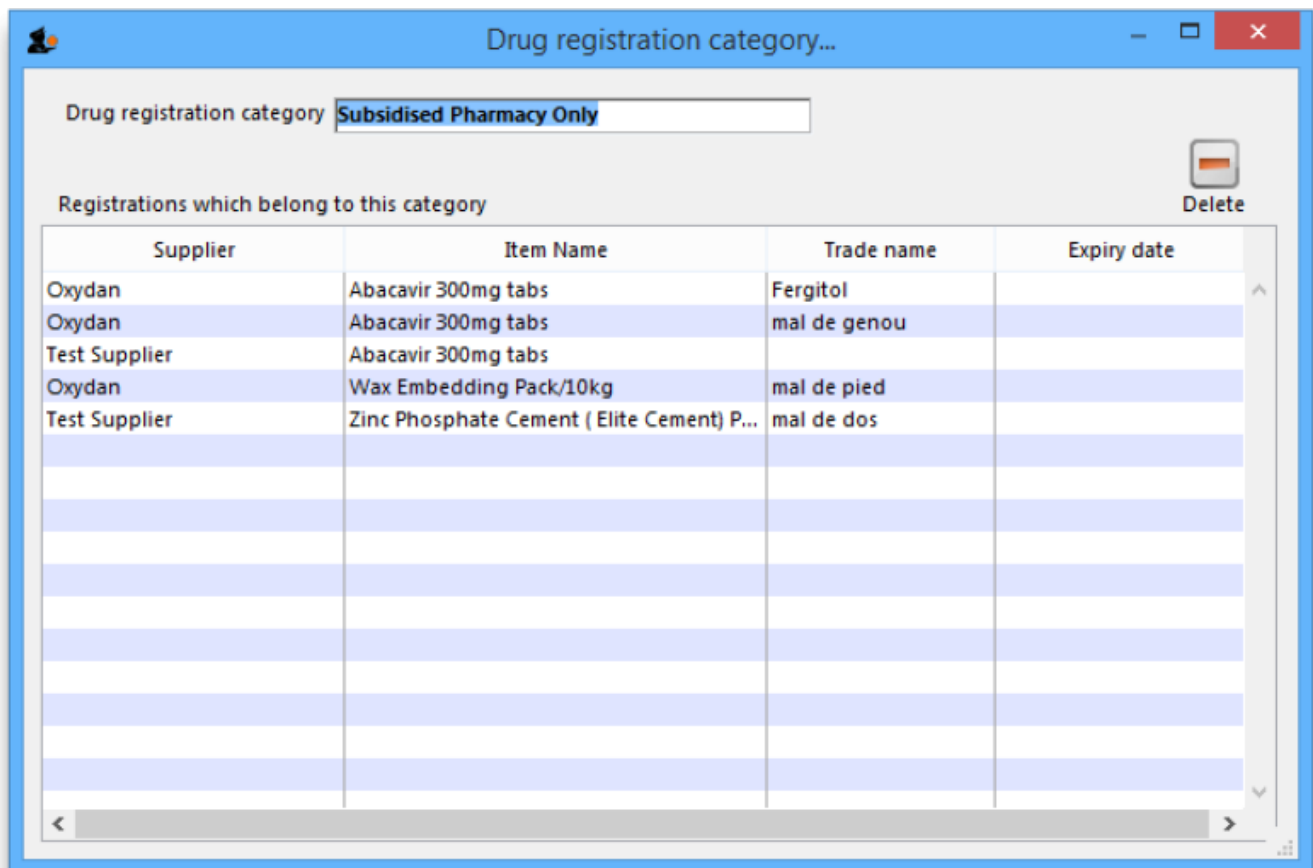 Drug registration category...
Drug registration category Subsidised Pharmacy Only
Delete
Registrations which belong to this category
Supplier Item Name Trade name Expiry date
Oxydan Abacavir 300mg tabs Fergitol
Oxydan Abacavir 300mg tabs mal de genou
Test Supplier Abacavir 300mg tabs
Oxydan Wax Embedding Pack/10kg mal de pied
Test Supplier Zinc Phosphate Cement ( Elite Cement) P... mal de dos